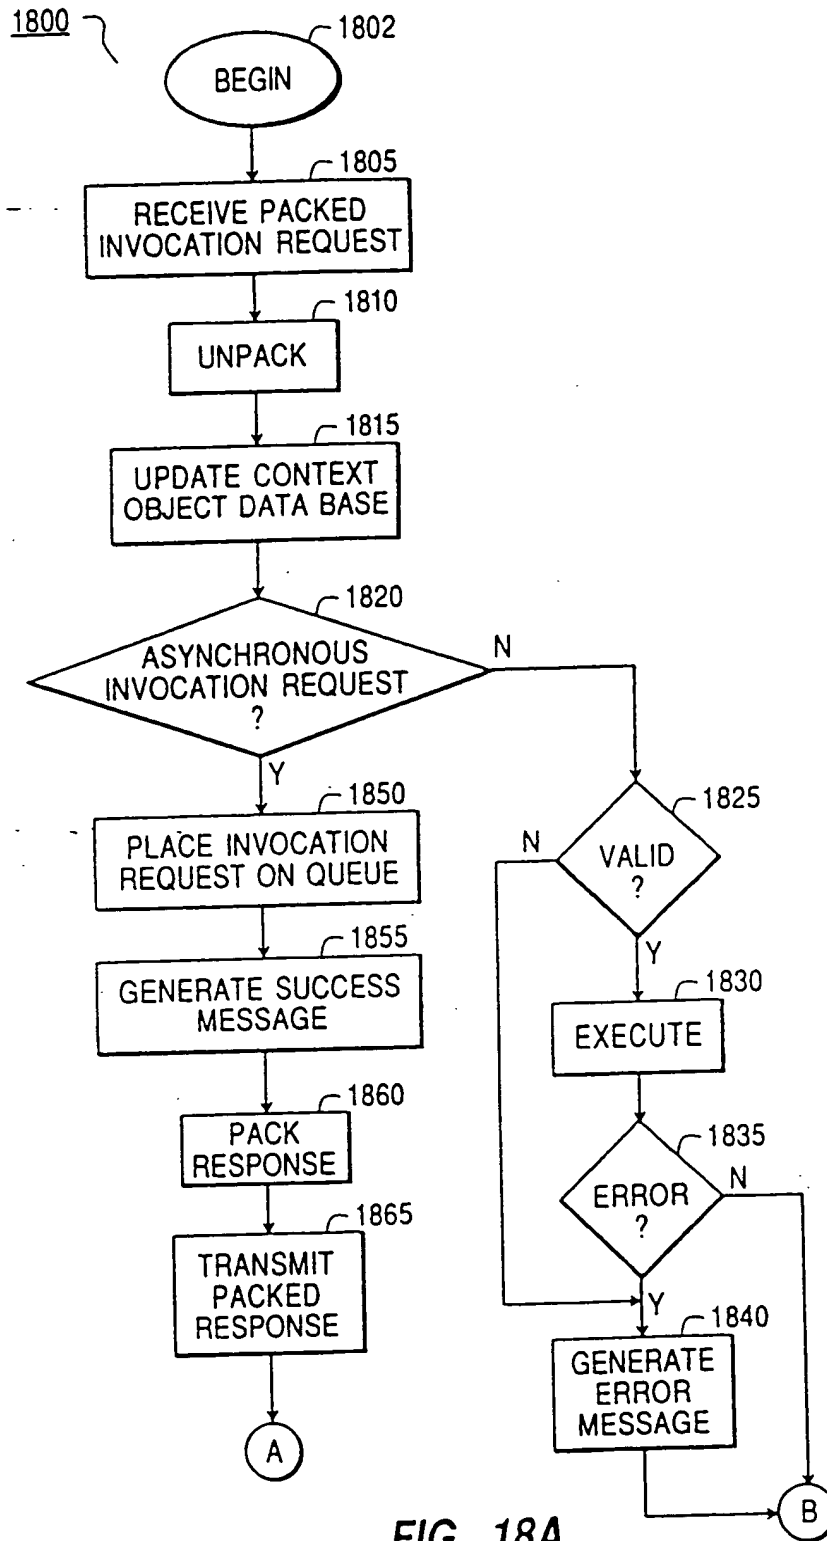 1800
1802
BEGIN
1805
RECEIVE PACKED
INVOCATION REQUEST
1810
UNPACK
1815
UPDATE CONTEXT
OBJECT DATA BASE
1820
ASYNCHRONOUS
INVOCATION REQUEST
?
N
Y
1850
PLACE INVOCATION
REQUEST ON QUEUE
1855
GENERATE SUCCESS
MESSAGE
1860
PACK
RESPONSE
1865
TRANSMIT
PACKED
RESPONSE
A
1825
VALID
?
N
Y
1830
EXECUTE
1835
ERROR
?
N
Y
1840
GENERATE
ERROR
MESSAGE
B
FIG. 18A